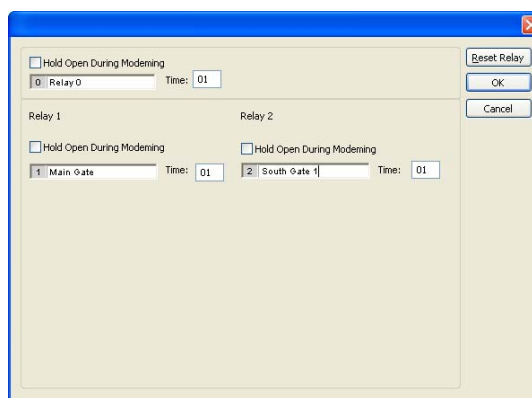 Hold Open During Modeming
0 Relay 0 Time: 01
Reset Relay
OK
Cancel
Relay 1 Relay 2
Hold Open During Modeming Hold Open During Modeming
1 Main Gate Time: 01 2 South Gate 1 Time: 01